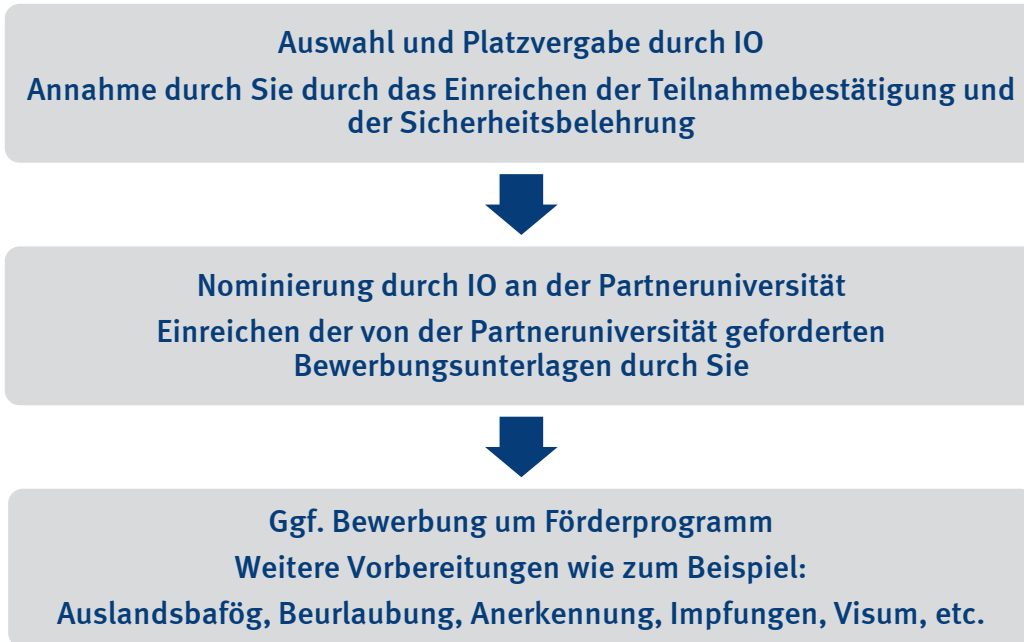 Auswahl und Platzvergabe durch IO
Annahme durch Sie durch das Einreichen der Teilnahmebestätigung und
der Sicherheitsbelehrung
Nominierung durch IO an der Partneruniversität
Einreichen der von der Partneruniversität geforderten
Bewerbungsunterlagen durch Sie
Ggf. Bewerbung um Förderprogramm
Weitere Vorbereitungen wie zum Beispiel:
Auslandsbafög, Beurlaubung, Anerkennung, Impfungen, Visum, etc.